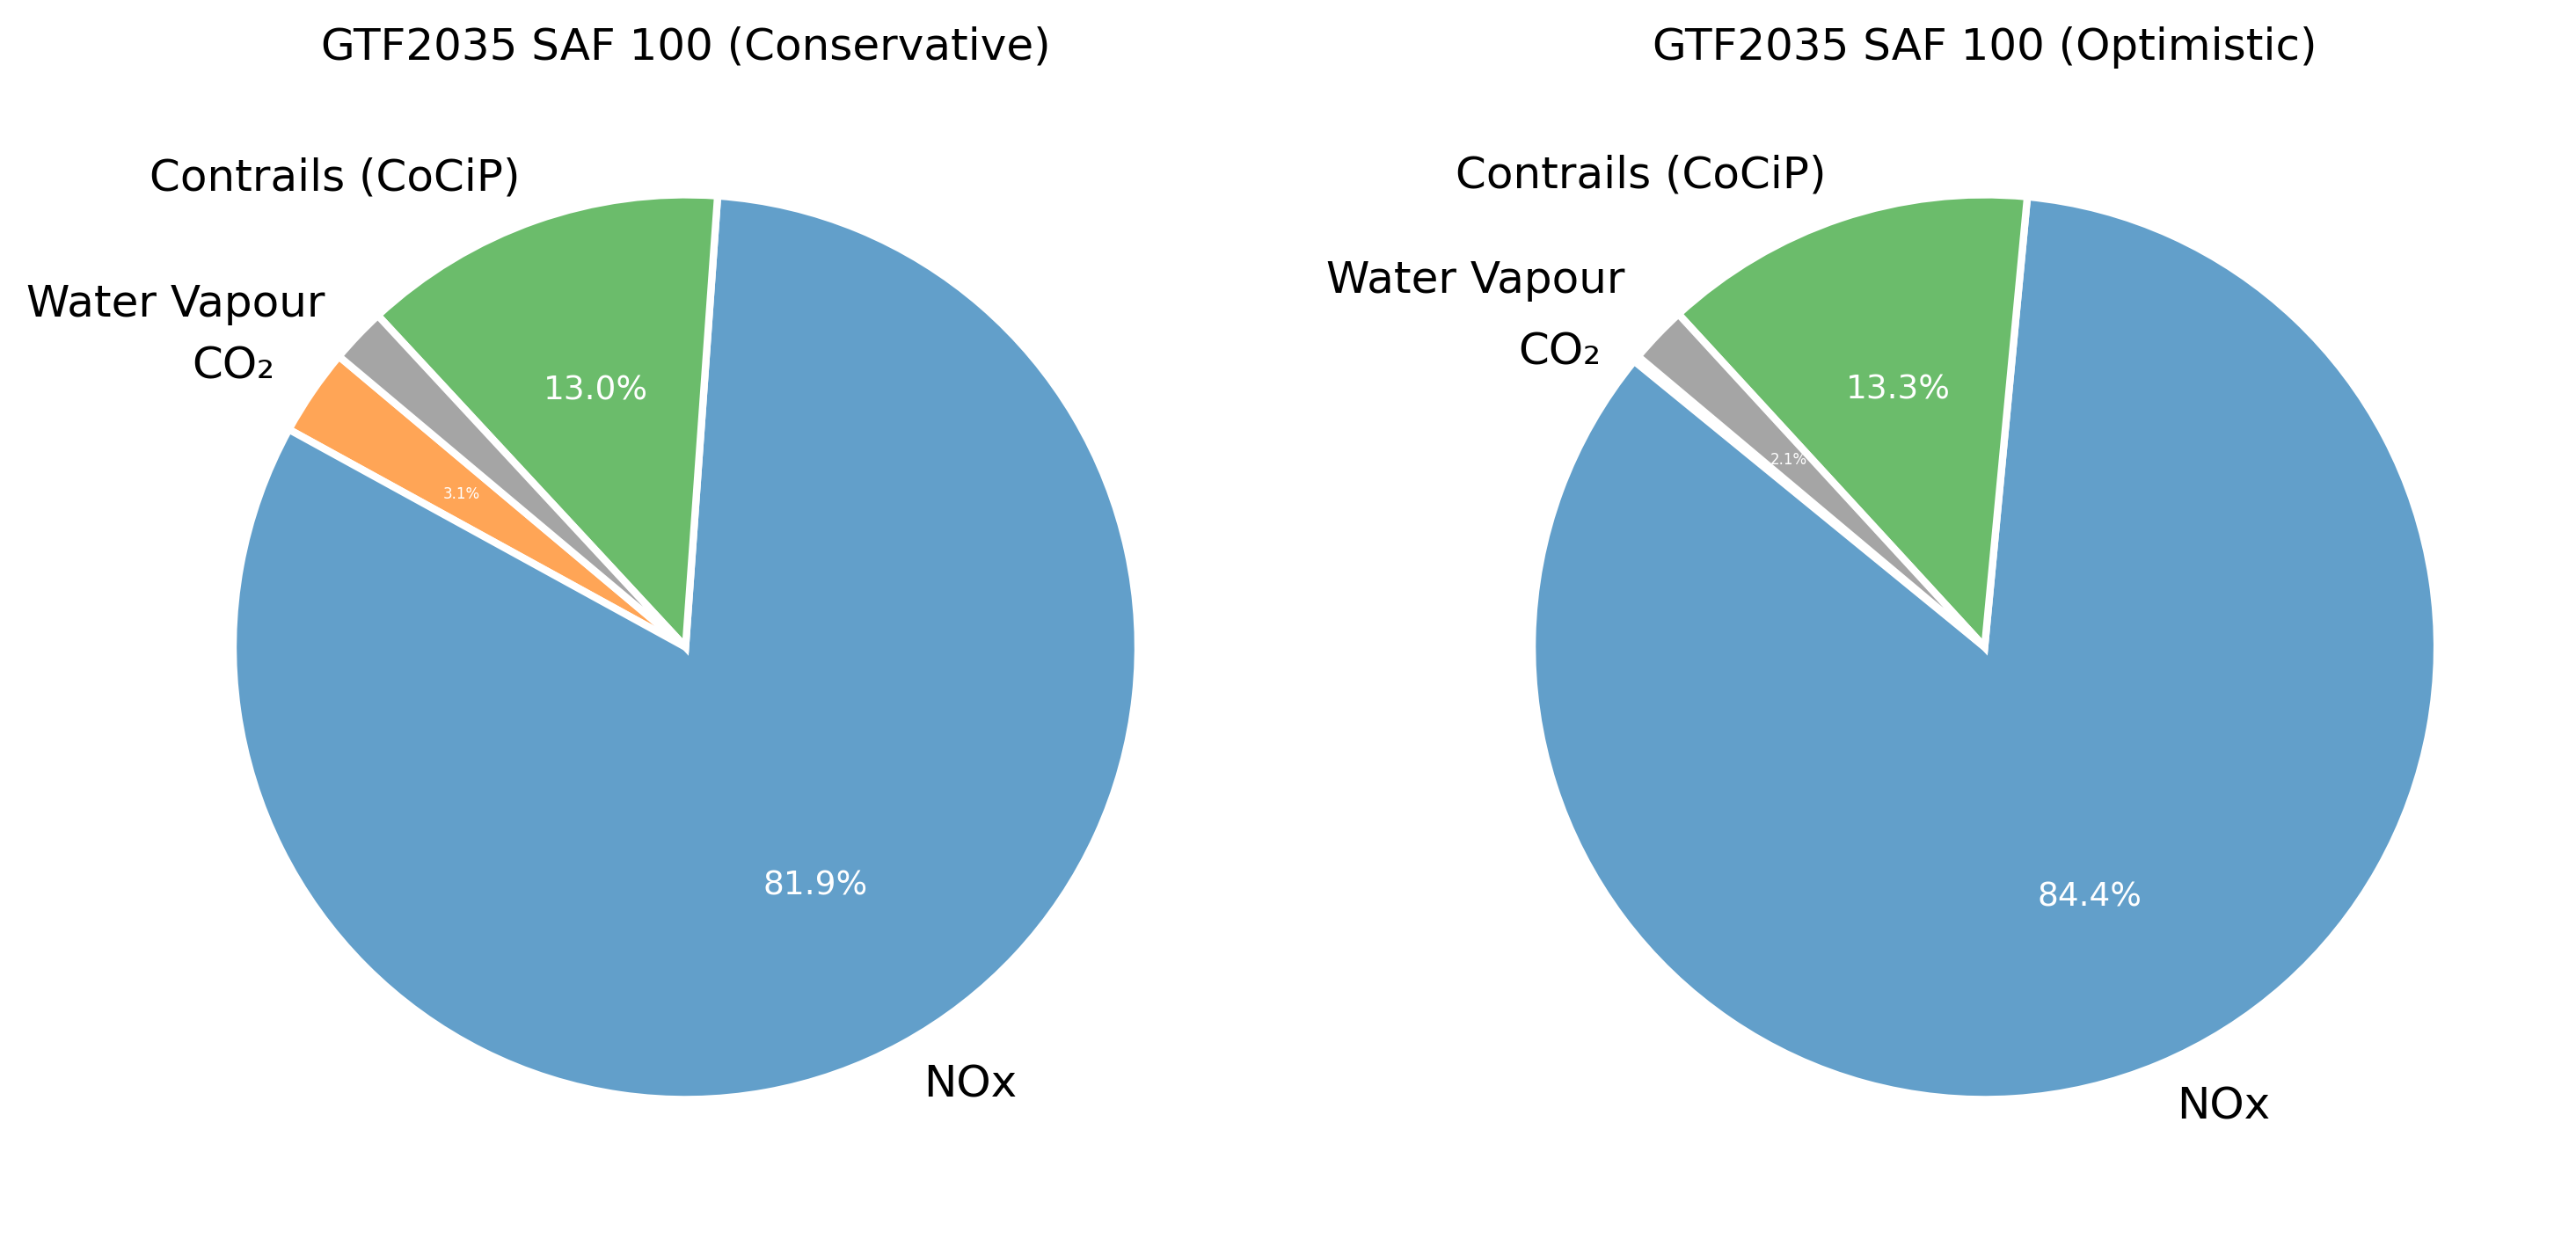 GTF2035 SAF 100 (Conservative)
Contrails (CoCiP)
Water Vapour
CO₂
13.0%
3.1%
81.9%
NOx
GTF2035 SAF 100 (Optimistic)
Contrails (CoCiP)
Water Vapour
CO₂
13.3%
2.1%
84.4%
NOx